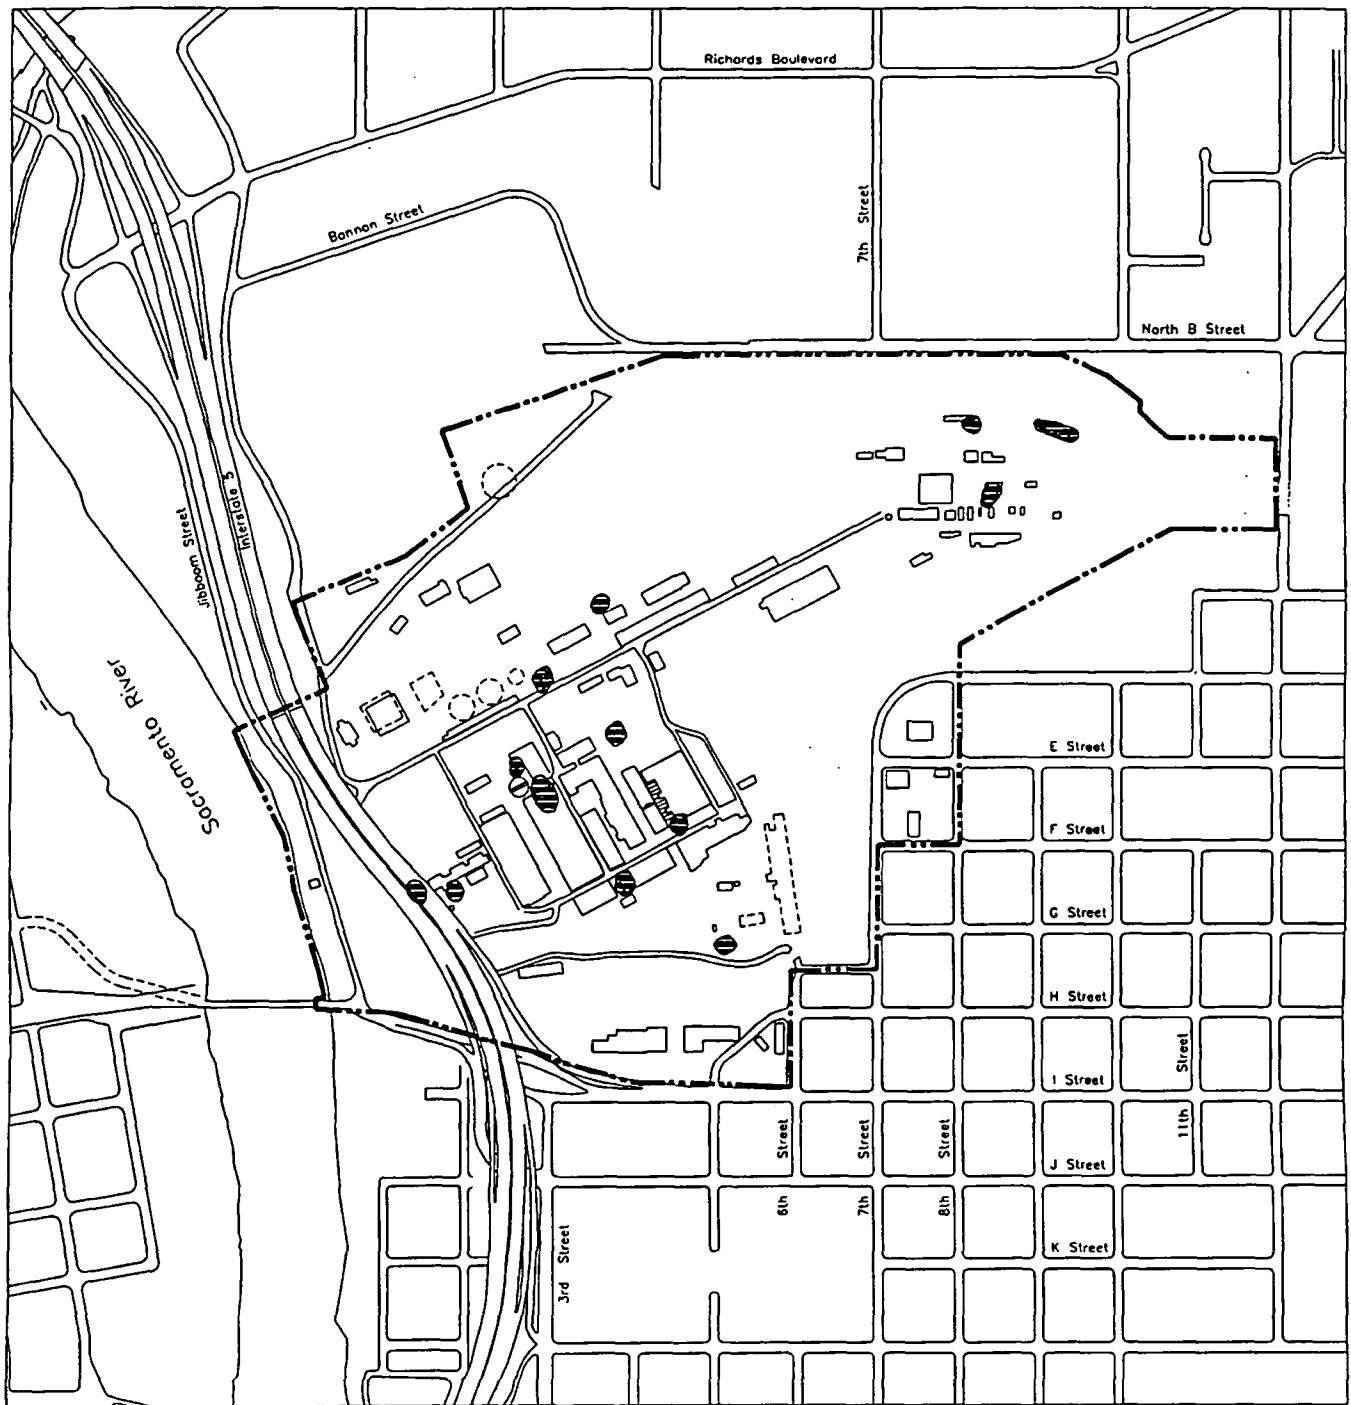 Richards Boulevard
7th Street
Bannon Street
North B Street
Interstate 5
Jibboom Street
Sacramento River
E Street
F Street
G Street
H Street
I Street
11th Street
J Street
6th Street
7th Street
8th Street
K Street
3rd Street